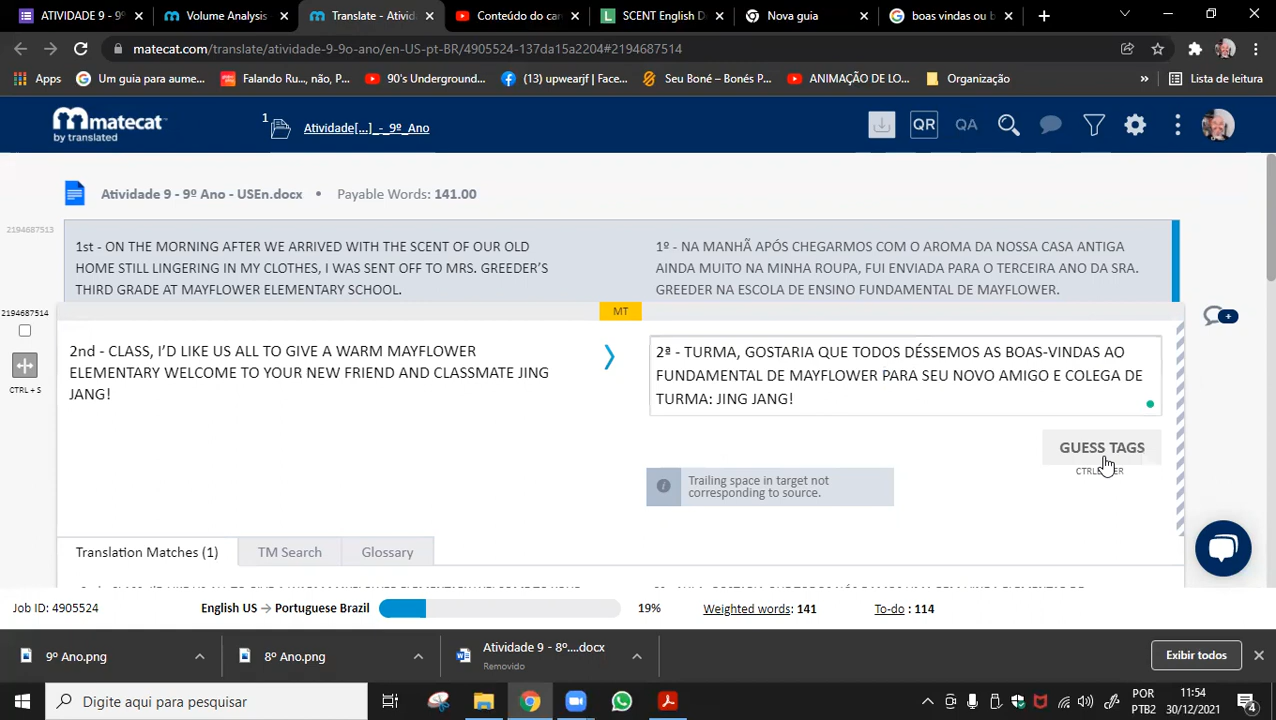 ATIVIDADE 9 - 9º
Volume Analysis
Translate - Ativid
Conteúdo do car
SCENT English D
Nova guia
boas vindas ou b
matecat.com/translate/atividade-9-9o-ano/en-US-pt-BR/4905524-137da15a2204#2194687514
Apps
Um guia para aume...
Falando Ru..., não, P...
90's Underground...
(13) upwearjf | Face...
Seu Boné – Bonés P...
ANIMAÇÃO DE LO...
Organização
»
Lista de leitura
matecat
by translated
1
Atividade[...]_-_9º_Ano
QR
QA
Atividade 9 - 9º Ano - USEn.docx • Payable Words: 141.00
2194687513
1st - ON THE MORNING AFTER WE ARRIVED WITH THE SCENT OF OUR OLD
HOME STILL LINGERING IN MY CLOTHES, I WAS SENT OFF TO MRS. GREEDER'S
THIRD GRADE AT MAYFLOWER ELEMENTARY SCHOOL.
1º - NA MANHÃ APÓS CHEGARMOS COM O AROMA DA NOSSA CASA ANTIGA
AINDA MUITO NA MINHA ROUPA, FUI ENVIADA PARA O TERCEIRA ANO DA SRA.
GREEDER NA ESCOLA DE ENSINO FUNDAMENTAL DE MAYFLOWER.
2194687514
MT
CTRL + S
2nd - CLASS, I'D LIKE US ALL TO GIVE A WARM MAYFLOWER
ELEMENTARY WELCOME TO YOUR NEW FRIEND AND CLASSMATE JING
JANG!
2ª - TURMA, GOSTARIA QUE TODOS DÉSSEMOS AS BOAS-VINDAS AO
FUNDAMENTAL DE MAYFLOWER PARA SEU NOVO AMIGO E COLEGA DE
TURMA: JING JANG!
GUESS TAGS
Trailing space in target not
corresponding to source.
Translation Matches (1)
TM Search
Glossary
Job ID: 4905524
English US → Portuguese Brazil
19%
Weighted words: 141
To-do : 114
9º Ano.png
8º Ano.png
Atividade 9 - 8º....docx
Removido
Exibir todos
Digite aqui para pesquisar
POR
PTB2
11:54
30/12/2021
4